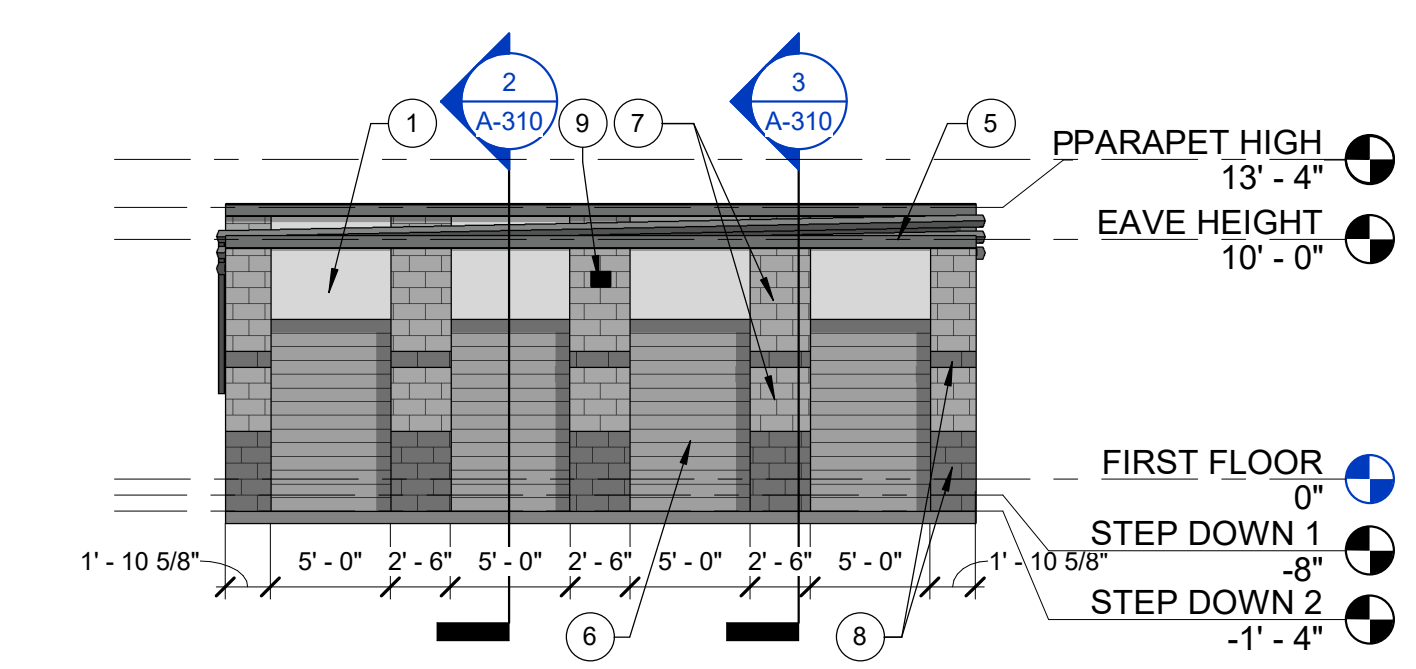 2
A-310
3
A-310
1
9
7
5
PPARAPET HIGH
13' - 4"
EAVE HEIGHT
10' - 0"
FIRST FLOOR
0"
STEP DOWN 1
-8"
STEP DOWN 2
-1' - 4"
1' - 10 5/8" 5' - 0" 2' - 6" 5' - 0" 2' - 6" 5' - 0" 2' - 6" 5' - 0" 1' - 10 5/8"
6
8